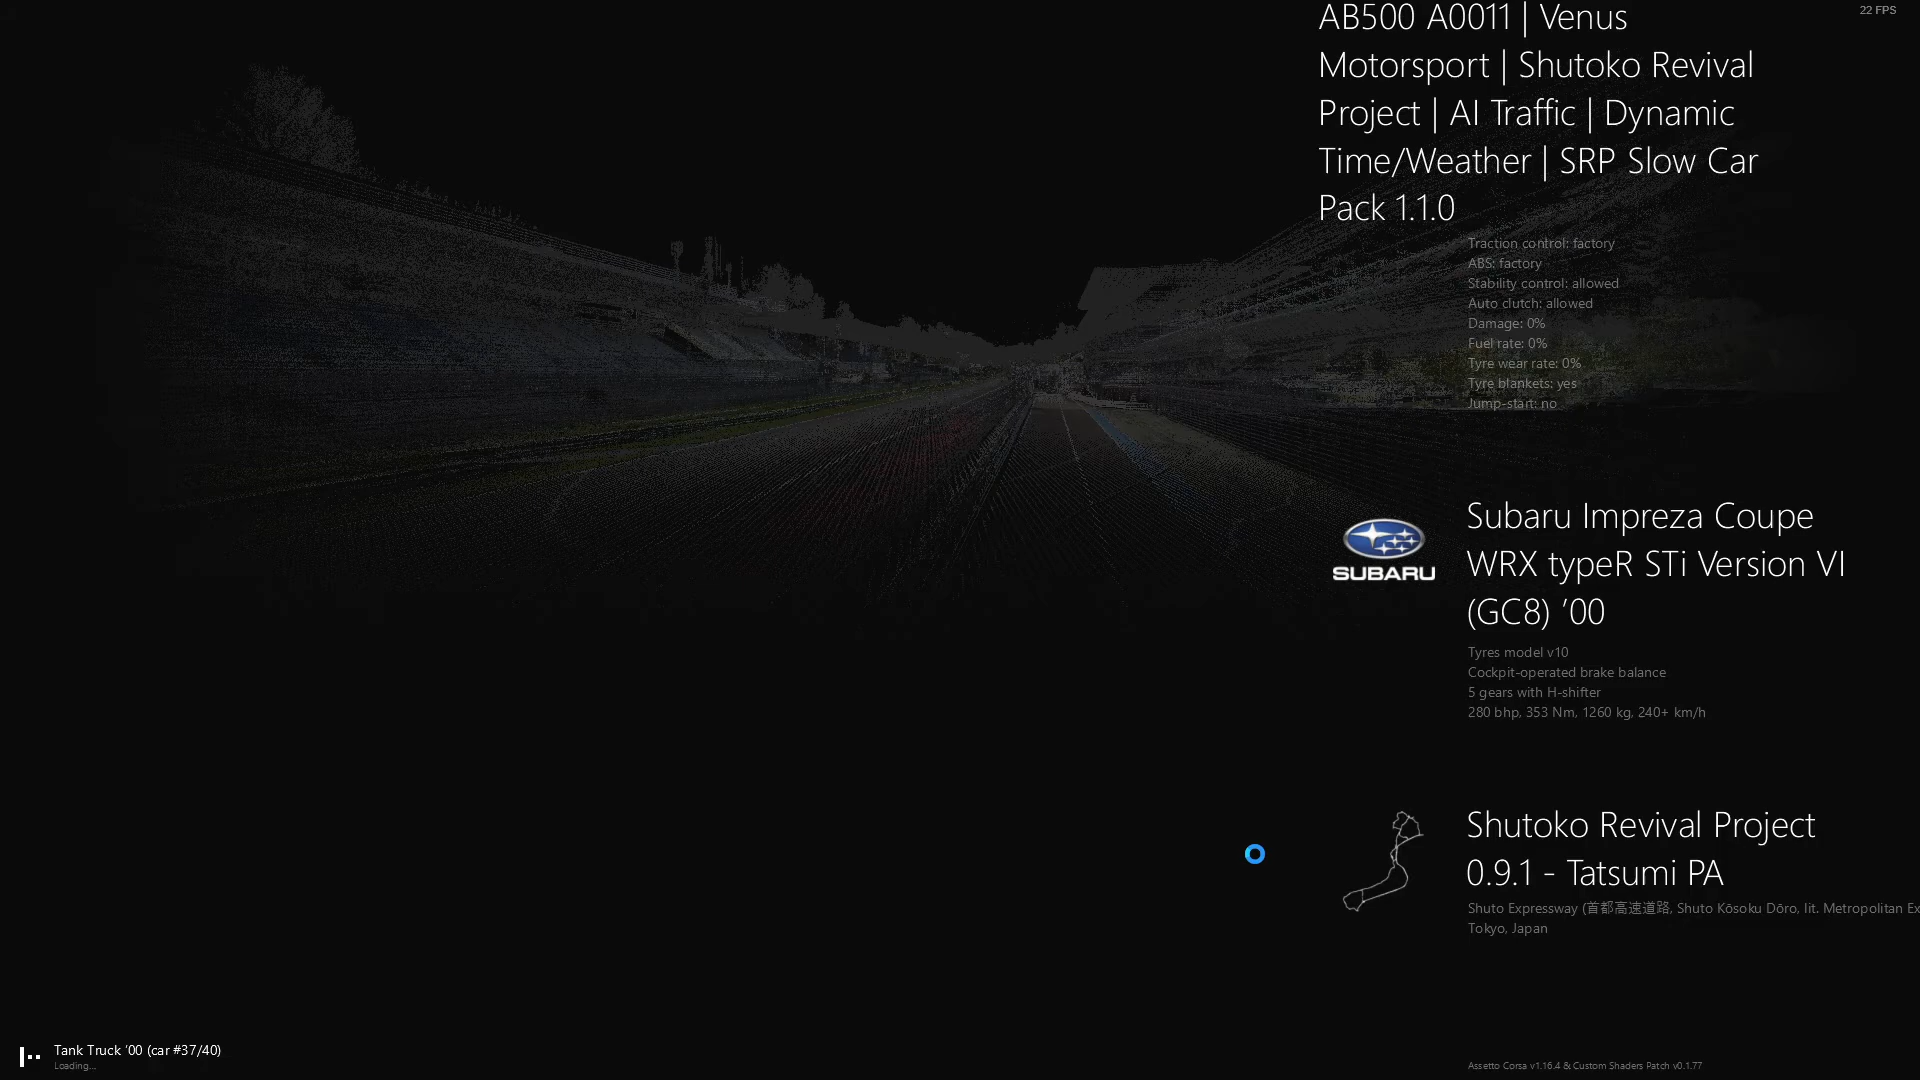 22 FPS
AB500 A0011 | Venus
Motorsport | Shutoko Revival
Project | AI Traffic | Dynamic
Time/Weather | SRP Slow Car
Pack 1.1.0
Traction control: factory
ABS: factory
Stability control: allowed
Auto clutch: allowed
Damage: 0%
Fuel rate: 0%
Tyre wear rate: 0%
Tyre blankets: yes
Jump-start: no
SUBARU
Subaru Impreza Coupe
WRX typeR STi Version VI
(GC8) ’00
Tyres model v10
Cockpit-operated brake balance
5 gears with H-shifter
280 bhp, 353 Nm, 1260 kg, 240+ km/h
Shutoko Revival Project
0.9.1 - Tatsumi PA
Shuto Expressway (首都高速道路, Shuto Kōsoku Dōro, lit. Metropolitan Ex
Tokyo, Japan
Tank Truck ’00 (car #37/40)
Loading...
Assetto Corsa v1.16.4 & Custom Shaders Patch v0.1.77